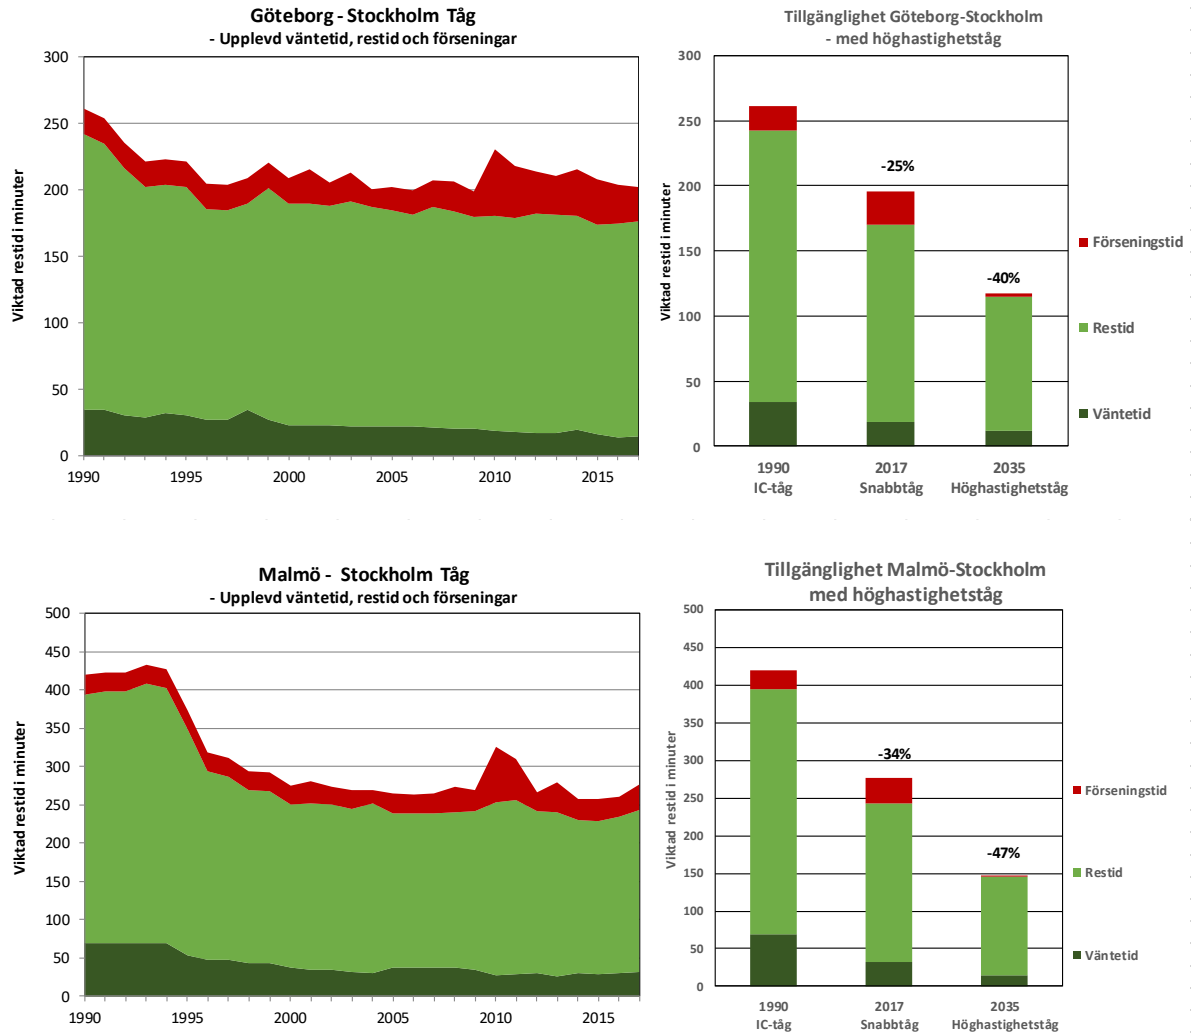 Göteborg - Stockholm Tåg
- Upplevd väntetid, restid och förseningar
Viktad restid i minuter
300
250
200
150
100
50
0
1990
1995
2000
2005
2010
2015
Tillgänglighet Göteborg-Stockholm
- med höghastighetståg
Viktad restid i minuter
300
250
200
150
100
50
0
-25%
-40%
1990
IC-tåg
2017
Snabbtåg
2035
Höghastighetståg
Förseningstid
Restid
Väntetid
Malmö - Stockholm Tåg
- Upplevd väntetid, restid och förseningar
Viktad restid i minuter
500
450
400
350
300
250
200
150
100
50
0
1990
1995
2000
2005
2010
2015
Tillgänglighet Malmö-Stockholm
med höghastighetståg
Viktad restid i minuter
500
450
400
350
300
250
200
150
100
50
0
-34%
-47%
1990
IC-tåg
2017
Snabbtåg
2035
Höghastighetståg
Förseningstid
Restid
Väntetid